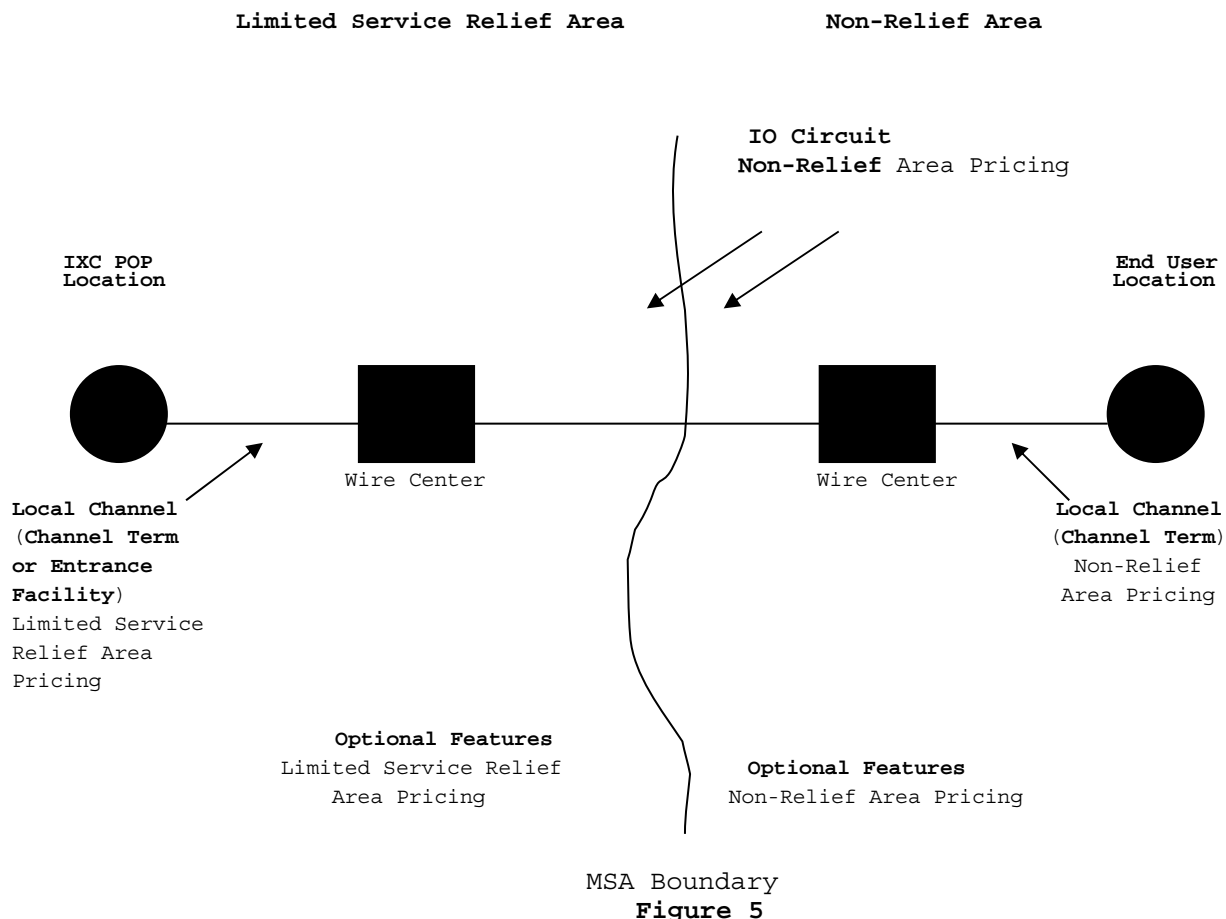 Limited Service Relief Area
Non-Relief Area
IO Circuit
Non-Relief Area Pricing
IXC POP
Location
End User
Location
Wire Center
Wire Center
Local Channel
(Channel Term
or Entrance
Facility)
Limited Service
Relief Area
Pricing
Local Channel
(Channel Term)
Non-Relief
Area Pricing
Optional Features
Limited Service Relief
Area Pricing
Optional Features
Non-Relief Area Pricing
MSA Boundary
Figure 5